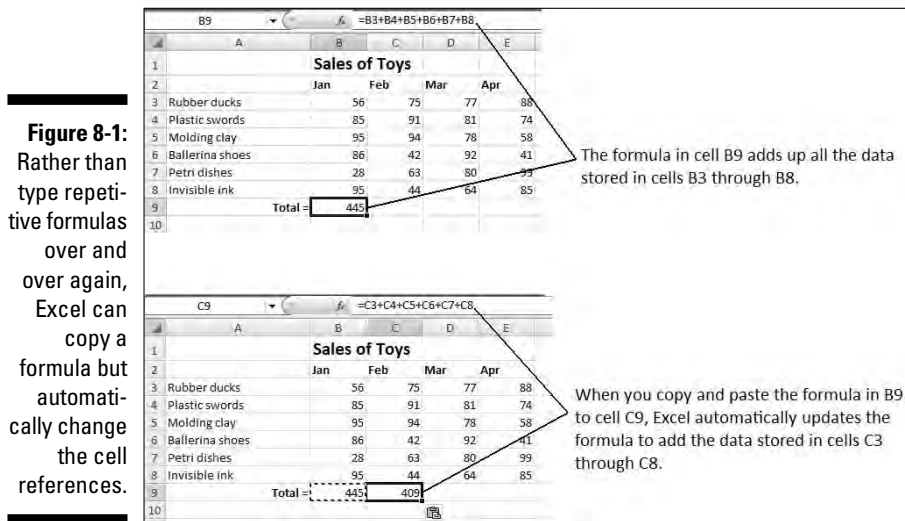 Figure 8-1:
Rather than
type repeti-
tive formulas
over and
over again,
Excel can
copy a
formula but
automati-
cally change
the cell
references.
B9 fx =B3+B4+B5+B6+B7+B8
A B C D E
1 Sales of Toys
2 Jan Feb Mar Apr
3 Rubber ducks 56 75 77 88
4 Plastic swords 85 91 81 74
5 Molding clay 95 94 78 58
6 Ballerina shoes 86 42 92 41
7 Petri dishes 28 63 80 99
8 Invisible ink 95 44 64 85
9 Total = 445
10
The formula in cell B9 adds up all the data
stored in cells B3 through B8.
C9 fx =C3+C4+C5+C6+C7+C8
A B C D E
1 Sales of Toys
2 Jan Feb Mar Apr
3 Rubber ducks 56 75 77 88
4 Plastic swords 85 91 81 74
5 Molding clay 95 94 78 58
6 Ballerina shoes 86 42 92 41
7 Petri dishes 28 63 80 99
8 Invisible ink 95 44 64 85
9 Total = 445 409
10
When you copy and paste the formula in B9
to cell C9, Excel automatically updates the
formula to add the data stored in cells C3
through C8.